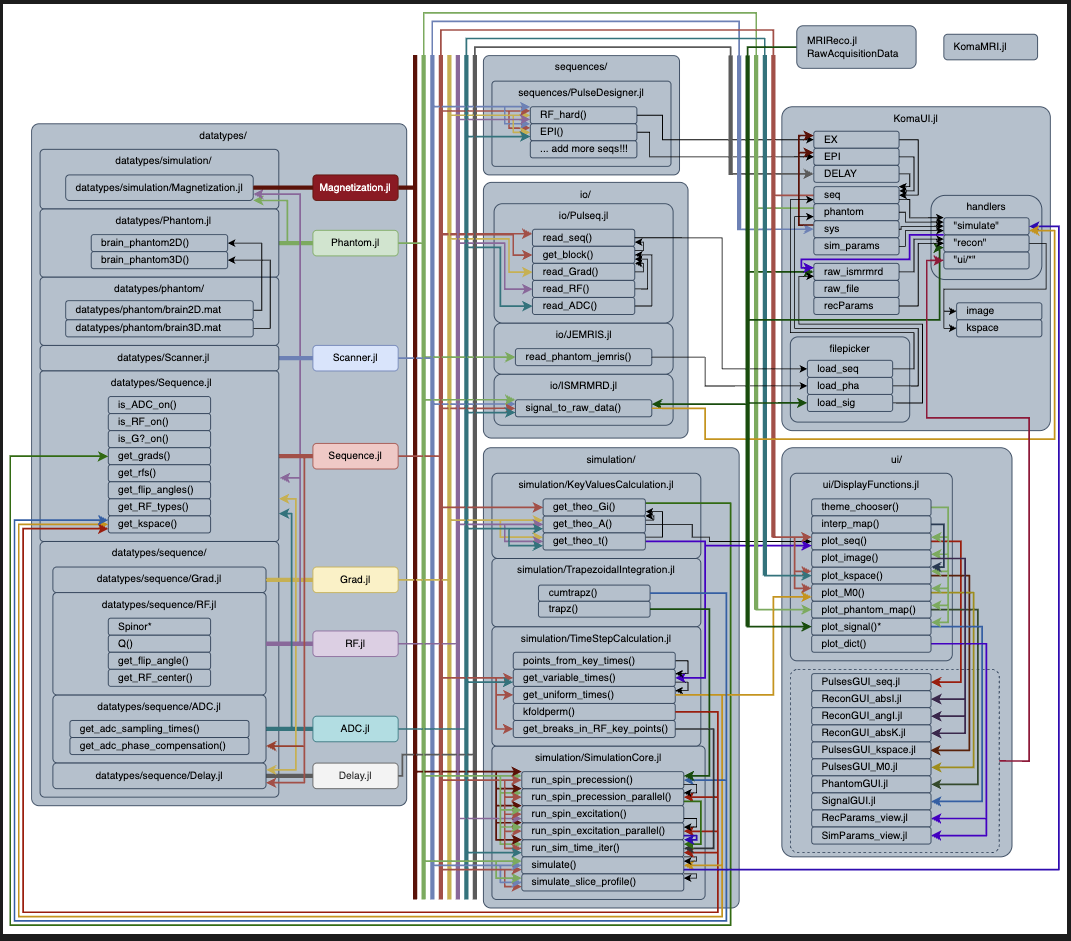 datatypes/
datatypes/simulation/
datatypes/simulation/Magnetization.jl
datatypes/Phantom.jl
brain_phantom2D()
brain_phantom3D()
datatypes/phantom/
datatypes/phantom/brain2D.mat
datatypes/phantom/brain3D.mat
datatypes/Scanner.jl
datatypes/Sequence.jl
is_ADC_on()
is_RF_on()
is_G?_on()
get_grads()
get_rfs()
get_flip_angles()
get_RF_types()
get_kspace()
datatypes/sequence/
datatypes/sequence/Grad.jl
datatypes/sequence/RF.jl
Spinor*
Q()
get_flip_angle()
get_RF_center()
datatypes/sequence/ADC.jl
get_adc_sampling_times()
get_adc_phase_compensation()
datatypes/sequence/Delay.jl
Magnetization.jl
Phantom.jl
Scanner.jl
Sequence.jl
Grad.jl
RF.jl
ADC.jl
Delay.jl
sequences/
sequences/PulseDesigner.jl
RF_hard()
EPI()
... add more seqs!!!
io/
io/Pulseq.jl
read_seq()
get_block()
read_Grad()
read_RF()
read_ADC()
io/JEMRIS.jl
read_phantom_jemris()
io/ISMRMRD.jl
signal_to_raw_data()
simulation/
simulation/KeyValuesCalculation.jl
get_theo_Gi()
get_theo_A()
get_theo_t()
simulation/TrapezoidalIntegration.jl
cumtrapz()
trapz()
simulation/TimeStepCalculation.jl
points_from_key_times()
get_variable_times()
get_uniform_times()
kfoldperm()
get_breaks_in_RF_key_points()
simulation/SimulationCore.jl
run_spin_precession()
run_spin_precession_parallel()
run_spin_excitation()
run_spin_excitation_parallel()
run_sim_time_iter()
simulate()
simulate_slice_profile()
MRIReco.jl
RawAcquisitionData
KomaMRI.jl
KomaUI.jl
EX
EPI
DELAY
seq
phantom
sys
sim_params
raw_ismrmrd
raw_file
recParams
handlers
"simulate"
"recon"
"ui/*"
image
kspace
filepicker
load_seq
load_pha
load_sig
ui/
ui/DisplayFunctions.jl
theme_chooser()
interp_map()
plot_seq()
plot_image()
plot_kspace()
plot_M0()
plot_phantom_map()
plot_signal()*
plot_dict()
PulsesGUI_seq.jl
ReconGUI_absI.jl
ReconGUI_angI.jl
ReconGUI_absK.jl
PulsesGUI_kspace.jl
PulsesGUI_M0.jl
PhantomGUI.jl
SignalGUI.jl
RecParams_view.jl
SimParams_view.jl